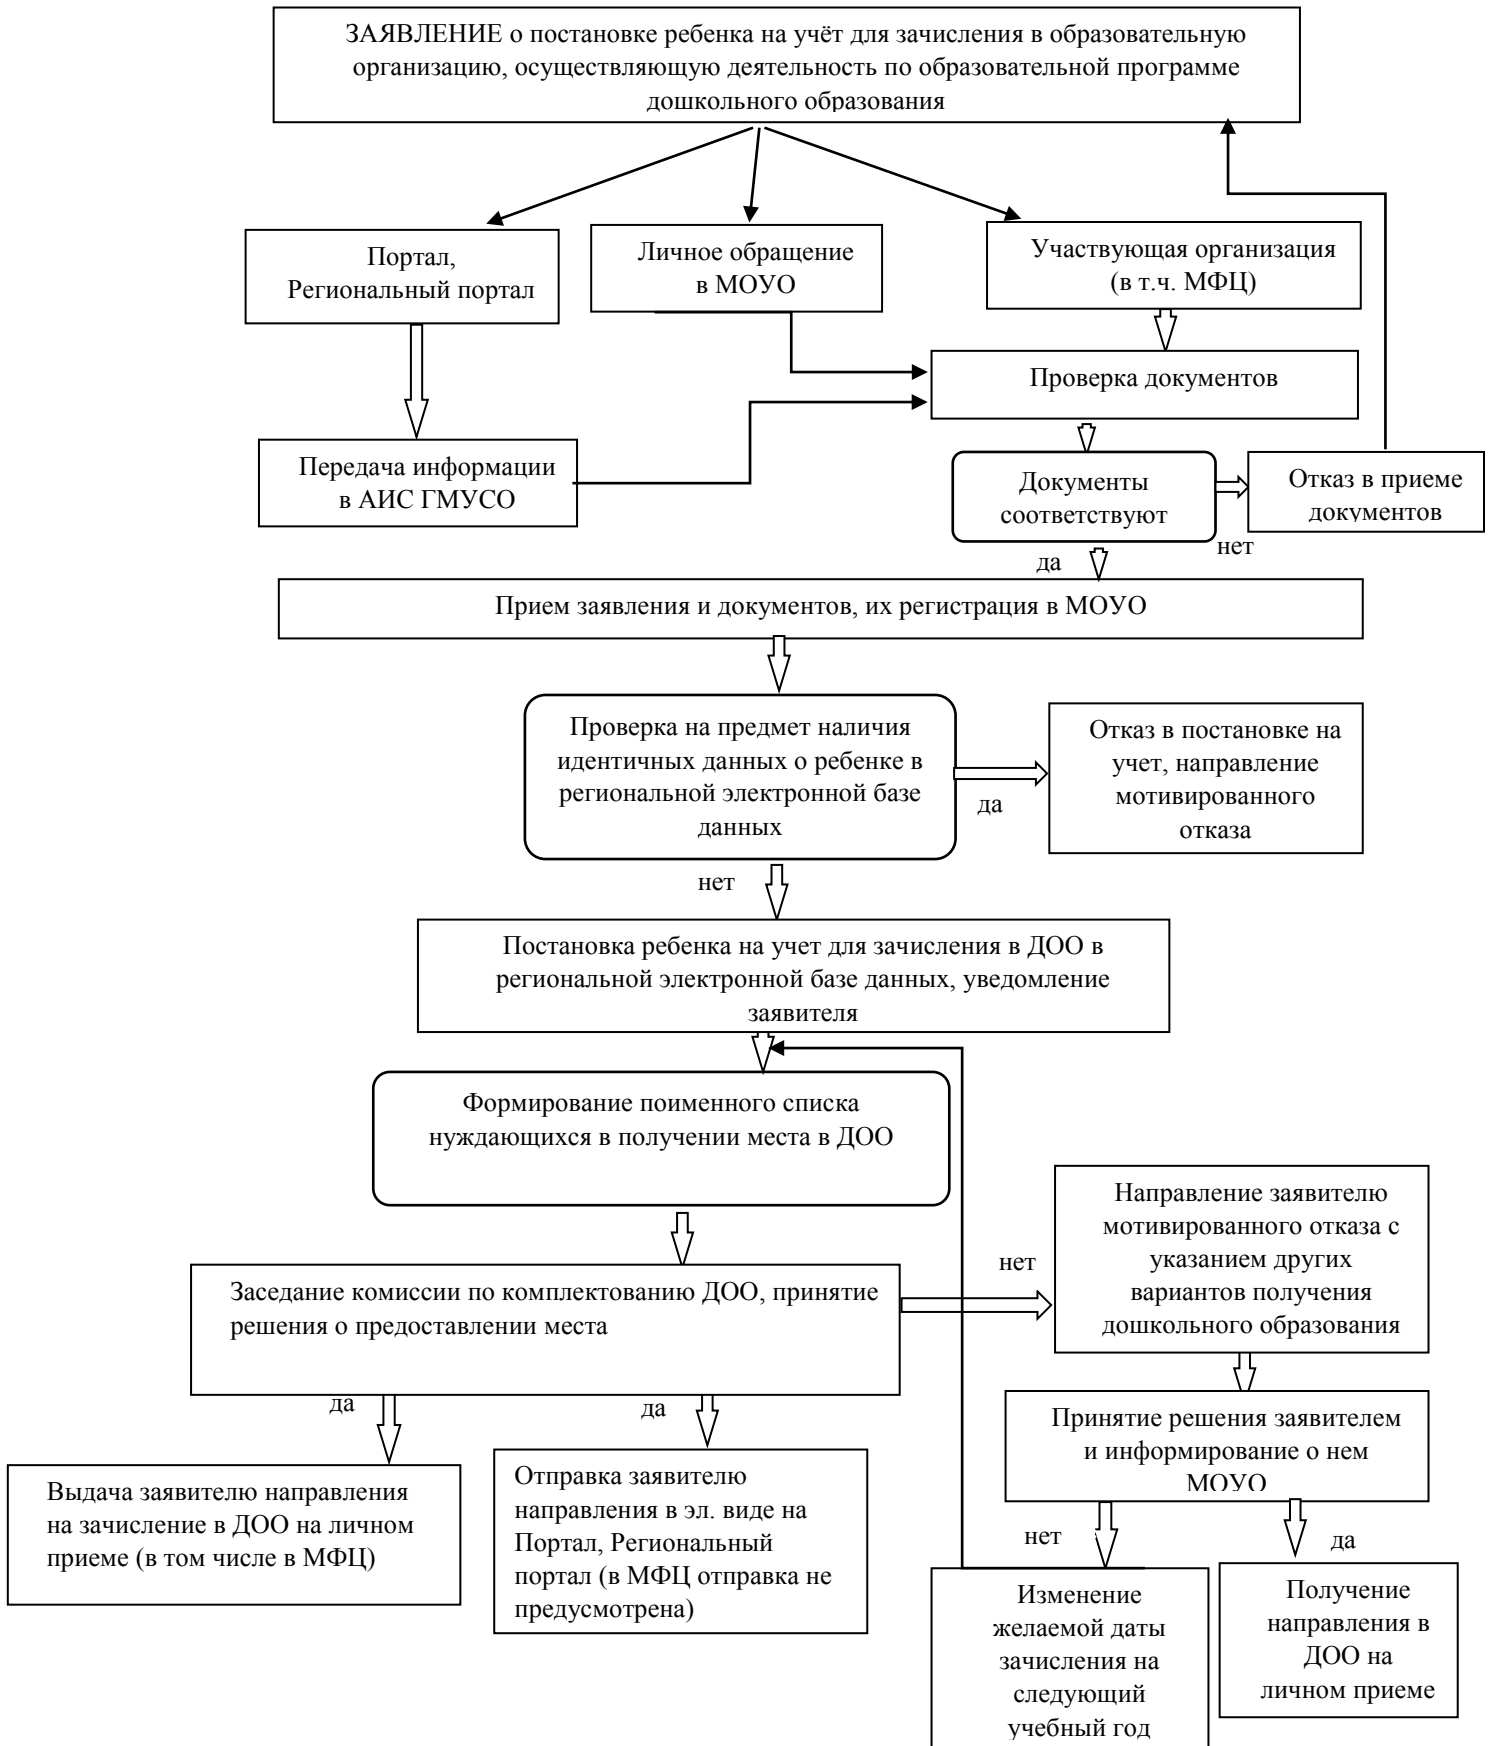 ЗАЯВЛЕНИЕ о постановке ребенка на учёт для зачисления в образовательную
организацию, осуществляющую деятельность по образовательной программе
дошкольного образования
Портал,
Региональный портал
Личное обращение
в МОУО
Участвующая организация
(в т.ч. МФЦ)
Проверка документов
Передача информации
в АИС ГМУСО
Документы
соответствуют
Отказ в приеме
документов
нет
да
Прием заявления и документов, их регистрация в МОУО
Проверка на предмет наличия
идентичных данных о ребенке в
региональной электронной базе
данных
да
Отказ в постановке на
учет, направление
мотивированного
отказа
нет
Постановка ребенка на учет для зачисления в ДОО в
региональной электронной базе данных, уведомление
заявителя
Формирование поименного списка
нуждающихся в получении места в ДОО
Заседание комиссии по комплектованию ДОО, принятие
решения о предоставлении места
нет
Направление заявителю
мотивированного отказа с
указанием других
вариантов получения
дошкольного образования
да
да
Принятие решения заявителем
и информирование о нем
МОУО
Выдача заявителю направления
на зачисление в ДОО на личном
приеме (в том числе в МФЦ)
Отправка заявителю
направления в эл. виде на
Портал, Региональный
портал (в МФЦ отправка не
предусмотрена)
нет
да
Изменение
желаемой даты
зачисления на
следующий
учебный год
Получение
направления в
ДОО на
личном приеме